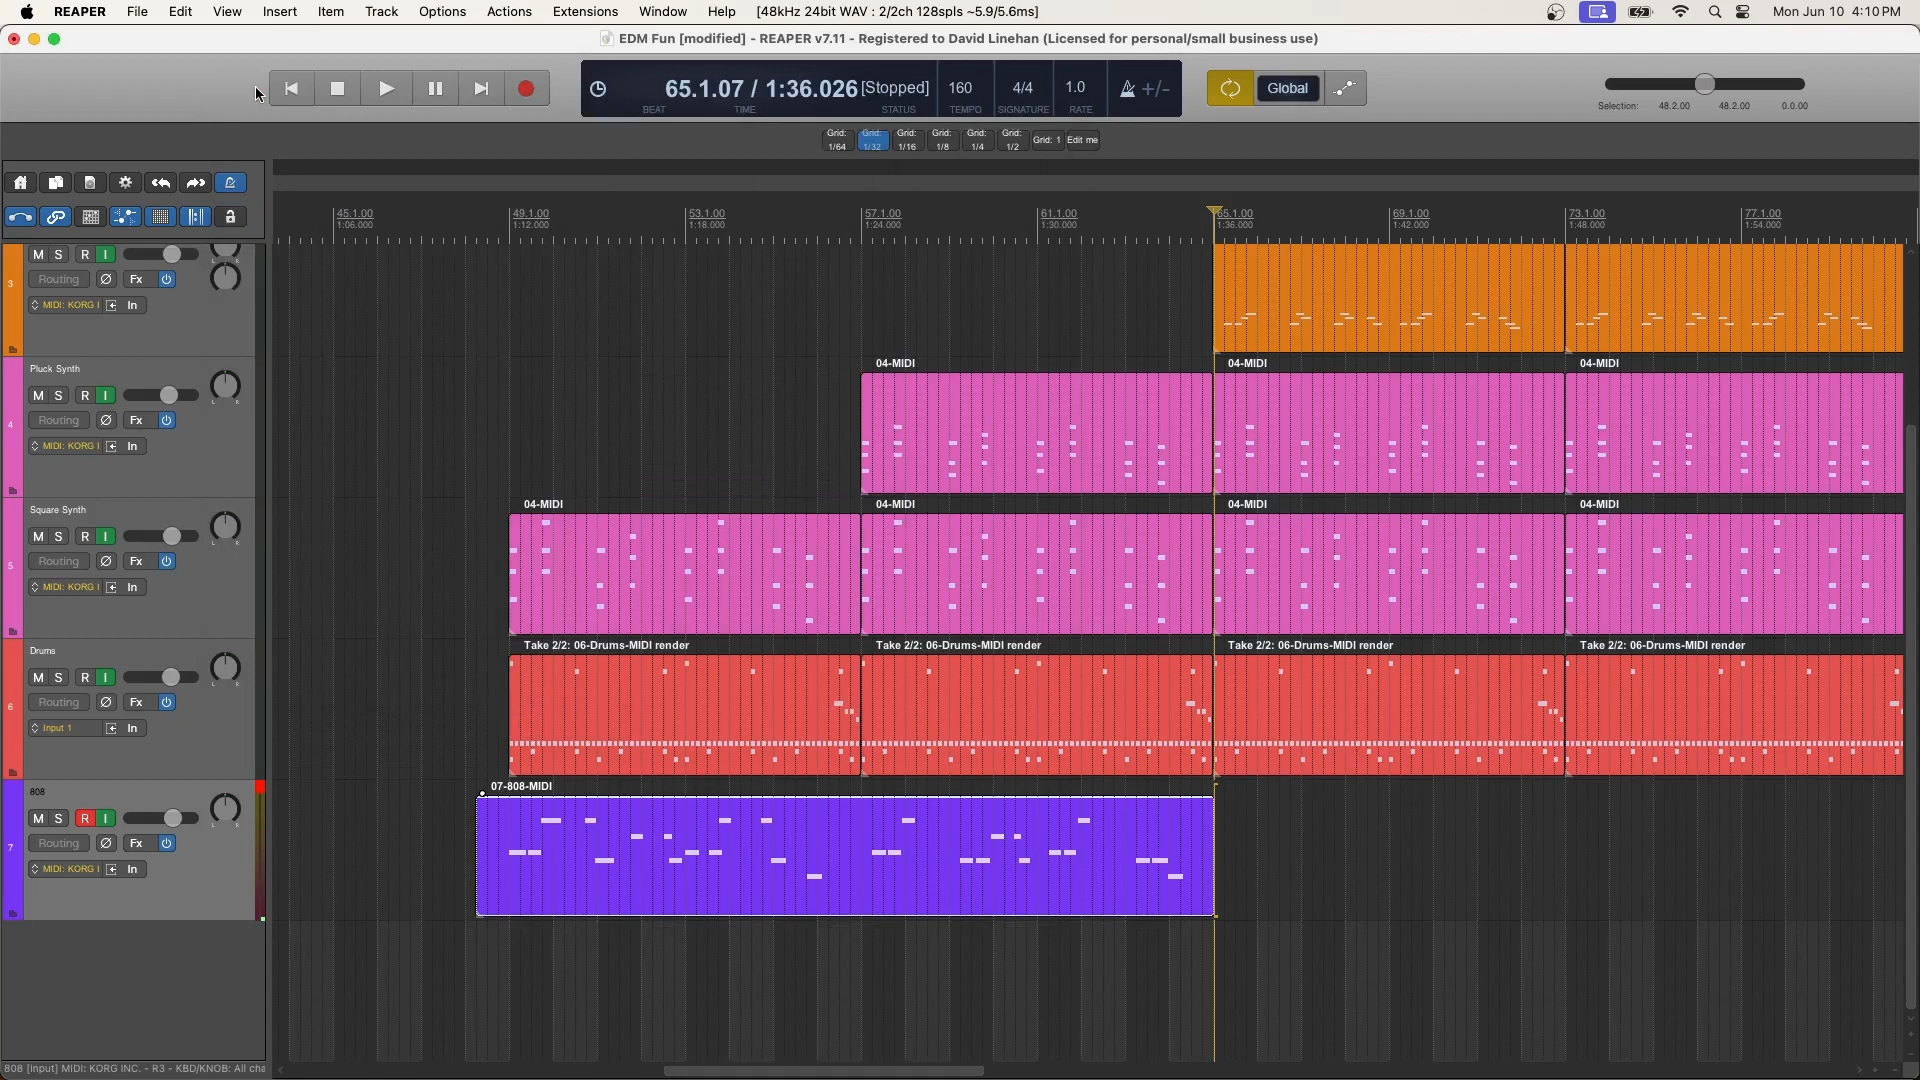 REAPER File Edit View Insert Item Track Options Actions Extensions Window Help [48kHz 24bit WAV : 2/2ch 128spls ~5.9/5.6ms] Mon Jun 10 4:10 PM
EDM Fun [modified] - REAPER v7.11 - Registered to David Linehan (Licensed for personal/small business use)
65.1.07 / 1:36.026 [Stopped] 160 4/4 1.0 +/- Global
BEAT TIME STATUS TEMPO SIGNATURE RATE Selection: 48.2.00 48.2.00 0.0.00
Grid: 1/64 Grid: 1/32 Grid: 1/16 Grid: 1/8 Grid: 1/4 Grid: 1/2 Grid: 1 Edit me
45.1.00 49.1.00 53.1.00 57.1.00 61.1.00 65.1.00 69.1.00 73.1.00 77.1.00
1:06.000 1:12.000 1:18.000 1:24.000 1:30.000 1:36.000 1:42.000 1:48.000 1:54.000
M S R I
L R
3 Routing Ø Fx
MIDI: KORG I In
04-MIDI 04-MIDI 04-MIDI
Pluck Synth
M S R I
L R
4 Routing Ø Fx
MIDI: KORG I In
04-MIDI 04-MIDI 04-MIDI 04-MIDI
Square Synth
M S R I
L R
5 Routing Ø Fx
MIDI: KORG I In
Take 2/2: 06-Drums-MIDI render Take 2/2: 06-Drums-MIDI render Take 2/2: 06-Drums-MIDI render Take 2/2: 06-Drums-MIDI render
Drums
M S R I
L R
6 Routing Ø Fx
Input 1 In
07-808-MIDI
808
M S R I
L R
7 Routing Ø Fx
MIDI: KORG I In
808 [input] MIDI: KORG INC. - R3 - KBD/KNOB: All cha